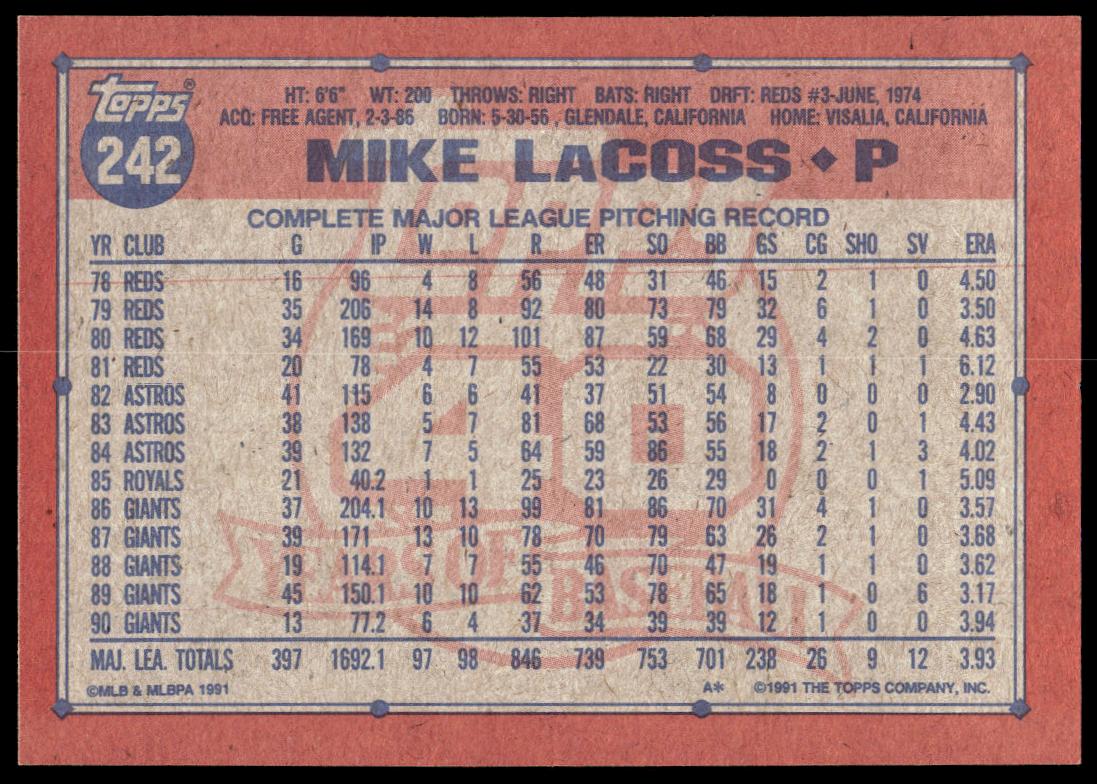 topps®
242
HT: 6'6" WT: 200 THROWS: RIGHT BATS: RIGHT DRFT: REDS #3-JUNE, 1974
ACQ: FREE AGENT, 2-3-86 BORN: 5-30-56, GLENDALE, CALIFORNIA HOME: VISALIA, CALIFORNIA
MIKE LACOSS ◆ P
COMPLETE MAJOR LEAGUE PITCHING RECORD
YR CLUB G IP W L R ER SO BB GS CG SHO SV ERA
78 REDS 16 96 4 8 56 48 31 46 15 2 1 0 4.50
79 REDS 35 206 14 8 92 80 73 79 32 6 1 0 3.50
80 REDS 34 169 10 12 101 87 59 68 29 4 2 0 4.63
81 REDS 20 78 4 7 55 53 22 30 13 1 1 1 6.12
82 ASTROS 41 115 6 6 41 37 51 54 8 0 0 0 2.90
83 ASTROS 38 138 5 7 81 68 53 56 17 2 0 1 4.43
84 ASTROS 39 132 7 5 64 59 86 55 18 2 1 3 4.02
85 ROYALS 21 40.2 1 1 25 23 26 29 0 0 0 1 5.09
86 GIANTS 37 204.1 10 13 99 81 86 70 31 4 1 0 3.57
87 GIANTS 39 171 13 10 78 70 79 63 26 2 1 0 3.68
88 GIANTS 19 114.1 7 7 55 46 70 47 19 1 1 0 3.62
89 GIANTS 45 150.1 10 10 62 53 78 65 18 1 0 6 3.17
90 GIANTS 13 77.2 6 4 37 34 39 39 12 1 0 0 3.94
MAJ. LEA. TOTALS 397 1692.1 97 98 846 739 753 701 238 26 9 12 3.93
©MLB & MLBPA 1991 A* ©1991 THE TOPPS COMPANY, INC.
topps
40
YEARS OF BASEBALL